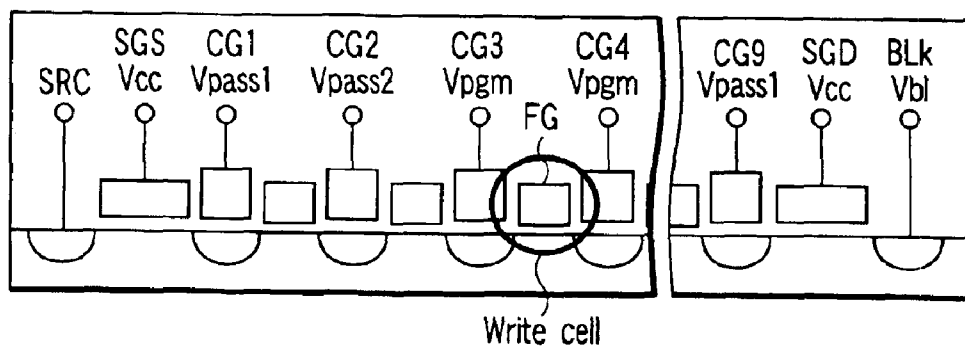 SRC
SGS
Vcc
CG1
Vpass1
CG2
Vpass2
CG3
Vpgm
FG
CG4
Vpgm
CG9
Vpass1
SGD
Vcc
BLk
Vbl
Write cell